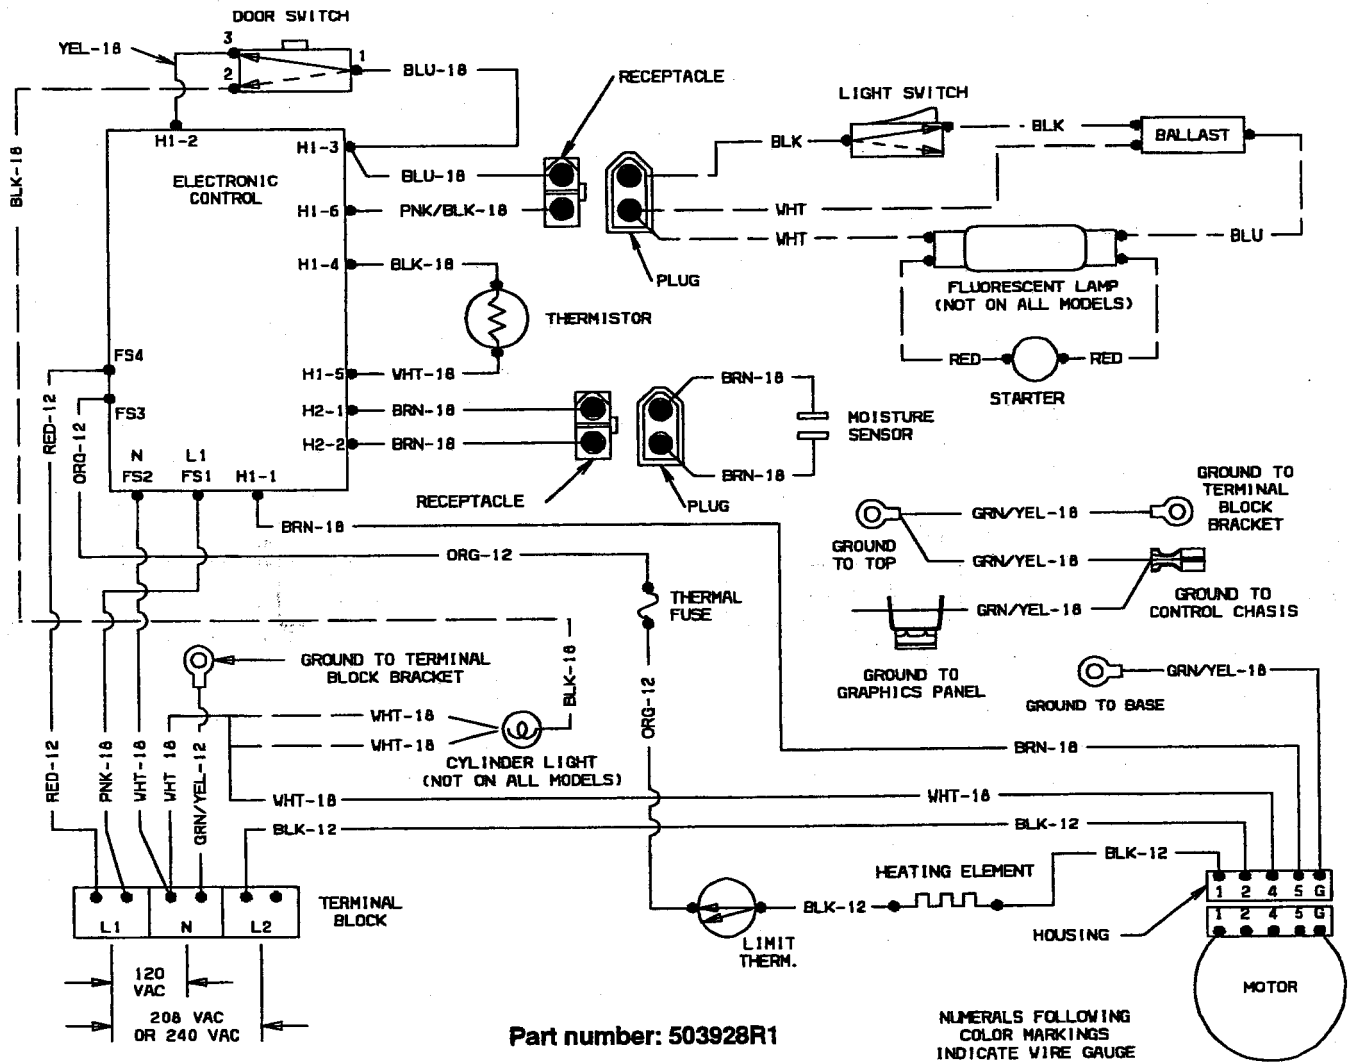 DOOR SWITCH
YEL-18
3
2
1
BLU-18
RECEPTACLE
LIGHT SWITCH
BLK
BLK
BALLAST
H1-2
H1-3
BLK-18
ELECTRONIC
CONTROL
BLU-18
H1-6
PNK/BLK-18
WHT
WHT
BLU
H1-4
BLK-18
PLUG
FLUORESCENT LAMP
(NOT ON ALL MODELS)
THERMISTOR
FS4
RED
RED
H1-5
WHT-18
BRN-18
STARTER
FS3
RED-12
ORG-12
H2-1
BRN-18
MOISTURE
SENSOR
H2-2
BRN-18
N
L1
FS2
FS1
H1-1
BRN-18
RECEPTACLE
PLUG
GROUND TO
TERMINAL
BLOCK
BRACKET
BRN-18
GRN/YEL-18
GROUND
TO TOP
ORG-12
GRN/YEL-18
THERMAL
FUSE
GROUND TO
CONTROL CHASIS
GRN/YEL-18
GROUND TO TERMINAL
BLOCK BRACKET
BLK-18
ORG-12
GROUND TO
GRAPHICS PANEL
GRN/YEL-18
GROUND TO BASE
WHT-18
WHT-18
BRN-18
CYLINDER LIGHT
(NOT ON ALL MODELS)
RED-12
PNK-18
WHT-18
WHT 18
GRN/YEL-12
WHT-18
WHT-18
BLK-12
BLK-12
BLK-12
HEATING ELEMENT
1 2 4 5 G
TERMINAL
BLOCK
L1
N
L2
BLK-12
1 2 4 5 G
HOUSING
LIMIT
THERM.
120
VAC
208 VAC
OR 240 VAC
MOTOR
Part number: 503928R1
NUMERALS FOLLOWING
COLOR MARKINGS
INDICATE WIRE GAUGE